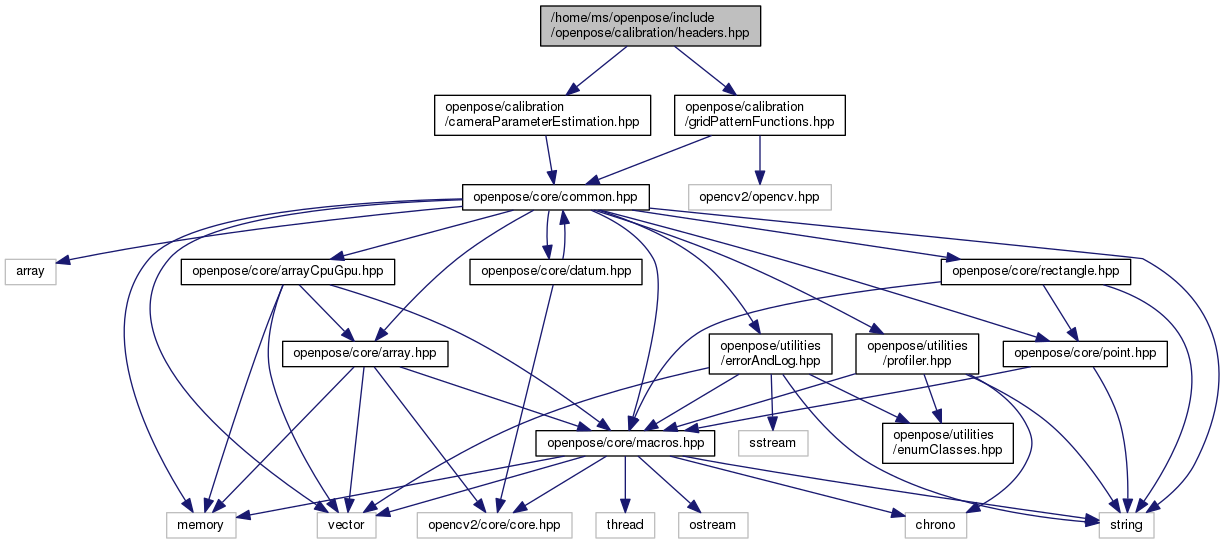 /home/ms/openpose/include
/openpose/calibration/headers.hpp
openpose/calibration
/cameraParameterEstimation.hpp
openpose/calibration
/gridPatternFunctions.hpp
openpose/core/common.hpp
opencv2/opencv.hpp
array
openpose/core/arrayCpuGpu.hpp
openpose/core/datum.hpp
openpose/core/rectangle.hpp
openpose/core/array.hpp
openpose/utilities
/errorAndLog.hpp
openpose/utilities
/profiler.hpp
openpose/core/point.hpp
openpose/core/macros.hpp
sstream
openpose/utilities
/enumClasses.hpp
memory
vector
opencv2/core/core.hpp
thread
ostream
chrono
string